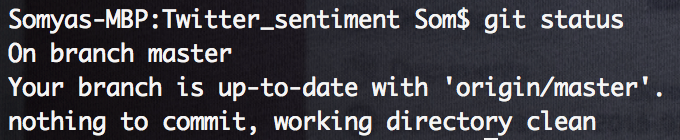 Somyas-MBP:Twitter_sentiment Som$ git status
On branch master
Your branch is up-to-date with 'origin/master'.
nothing to commit, working directory clean